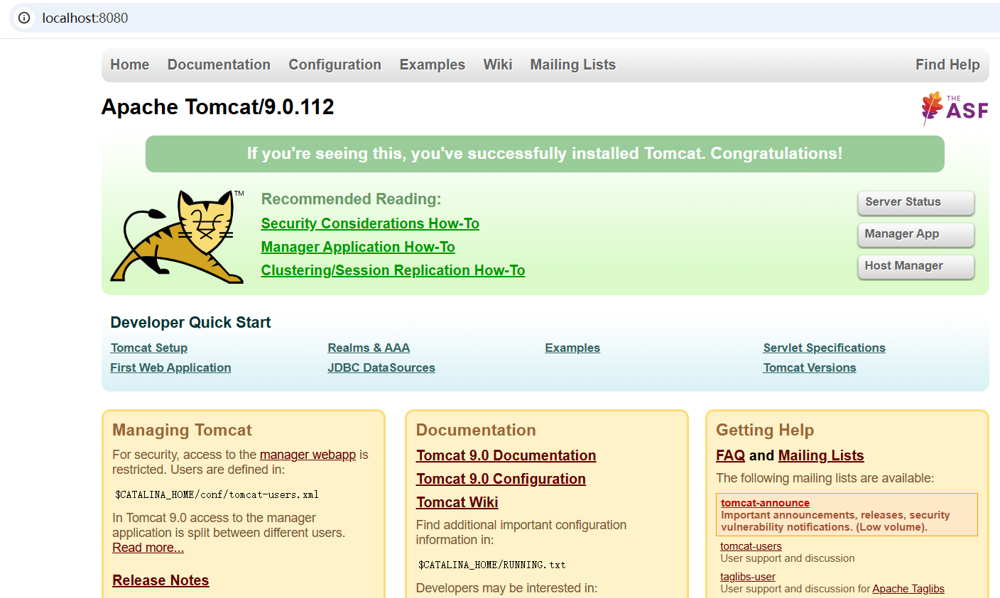 localhost:8080
Home Documentation Configuration Examples Wiki Mailing Lists Find Help
Apache Tomcat/9.0.112
THE
ASF
If you're seeing this, you've successfully installed Tomcat. Congratulations!
TM
Recommended Reading:
Security Considerations How-To
Manager Application How-To
Clustering/Session Replication How-To
Server Status
Manager App
Host Manager
Developer Quick Start
Tomcat Setup
First Web Application
Realms & AAA
JDBC DataSources
Examples
Servlet Specifications
Tomcat Versions
Managing Tomcat
For security, access to the manager webapp is
restricted. Users are defined in:
$CATALINA_HOME/conf/tomcat-users.xml
In Tomcat 9.0 access to the manager
application is split between different users.
Read more...
Release Notes
Documentation
Tomcat 9.0 Documentation
Tomcat 9.0 Configuration
Tomcat Wiki
Find additional important configuration
information in:
$CATALINA_HOME/RUNNING.txt
Developers may be interested in:
Getting Help
FAQ and Mailing Lists
The following mailing lists are available:
tomcat-announce
Important announcements, releases, security
vulnerability notifications. (Low volume).
tomcat-users
User support and discussion
taglibs-user
User support and discussion for Apache Taglibs